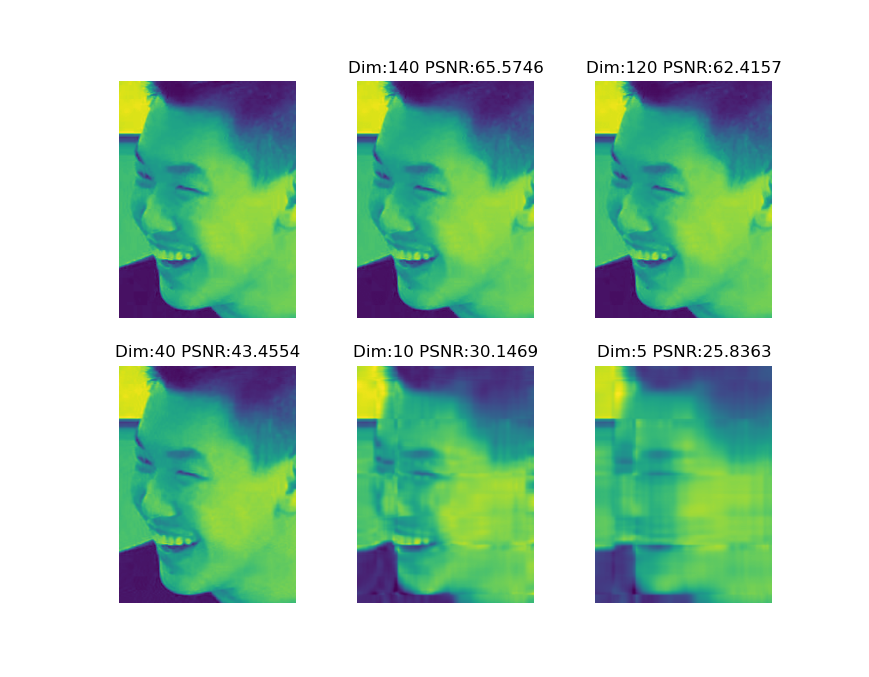 Dim:140 PSNR:65.5746
Dim:120 PSNR:62.4157
Dim:40 PSNR:43.4554
Dim:10 PSNR:30.1469
Dim:5 PSNR:25.8363